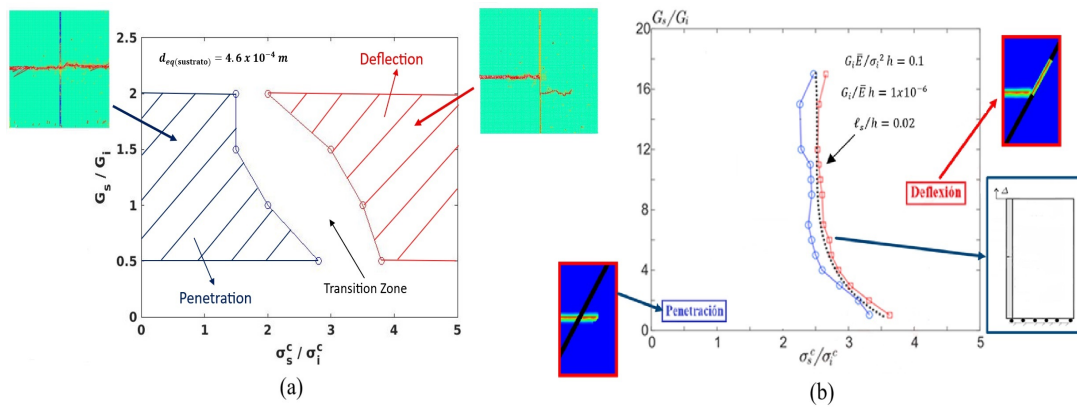 2.5
2
1.5
1
0.5
0
G_s / G_i
d_eq(sustrato) = 4.6 x 10⁻⁴ m
Deflection
Penetration
Transition Zone
0 1 2 3 4 5
σ_s^c / σ_i^c
(a)
G_s/G_i
20
16
12
8
4
0
G_i Ē/σ_i² h = 0.1
G_i/Ē h = 1x10⁻⁶
ℓ_s/h = 0.02
Deflexión
Δ
Penetración
0 1 2 3 4 5
σ_s^c/σ_i^c
(b)